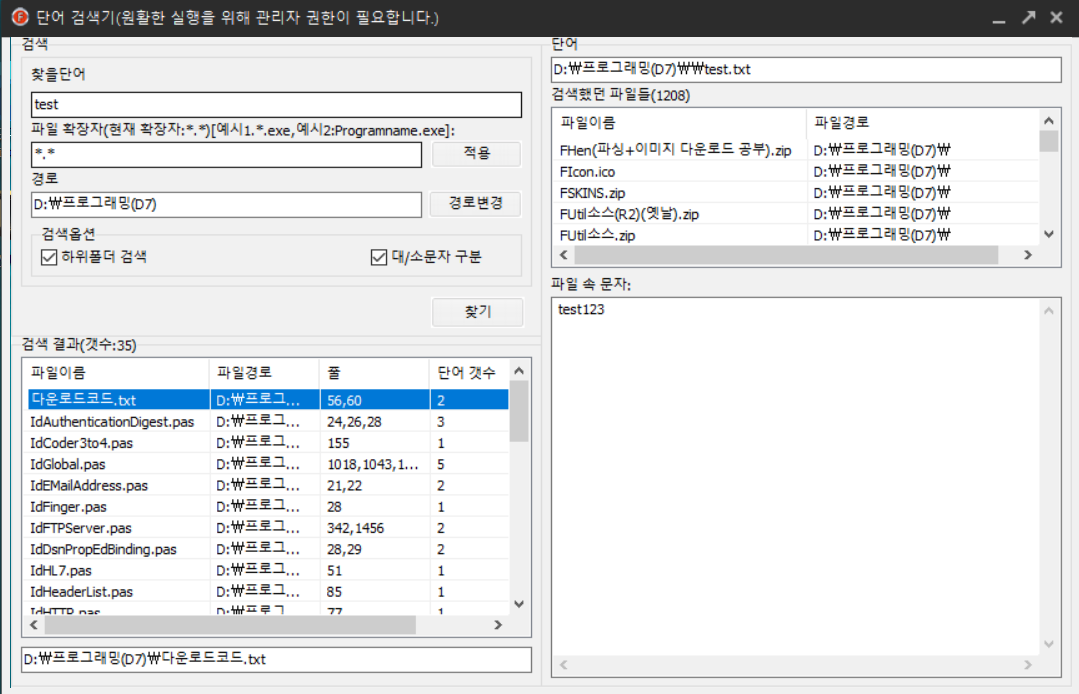 단어 검색기(원활한 실행을 위해 관리자 권한이 필요합니다.)
검색
찾을단어
test
파일 확장자(현재 확장자:*.*)[예시1.*.exe,예시2:Programname.exe]:
*.*
적용
경로
D:₩프로그래밍(D7)
경로변경
검색옵션
하위폴더 검색
대/소문자 구분
찾기
검색 결과(갯수:35)
파일이름 파일경로 풀 단어 갯수
다운로드코드.txt D:₩프로그... 56,60 2
IdAuthenticationDigest.pas D:₩프로그... 24,26,28 3
IdCoder3to4.pas D:₩프로그... 155 1
IdGlobal.pas D:₩프로그... 1018,1043,1... 5
IdEMailAddress.pas D:₩프로그... 21,22 2
IdFinger.pas D:₩프로그... 28 1
IdFTPServer.pas D:₩프로그... 342,1456 2
IdDsnPropEdBinding.pas D:₩프로그... 28,29 2
IdHL7.pas D:₩프로그... 51 1
IdHeaderList.pas D:₩프로그... 85 1
IdHTTP.pas D:₩프로그... 77 1
D:₩프로그래밍(D7)₩다운로드코드.txt
단어
D:₩프로그래밍(D7)₩₩test.txt
검색했던 파일들(1208)
파일이름 파일경로
FHen(파싱+이미지 다운로드 공부).zip D:₩프로그래밍(D7)₩
FIcon.ico D:₩프로그래밍(D7)₩
FSKINS.zip D:₩프로그래밍(D7)₩
FUtil소스(R2)(옛날).zip D:₩프로그래밍(D7)₩
FUtil소스.zip D:₩프로그래밍(D7)₩
파일 속 문자:
test123